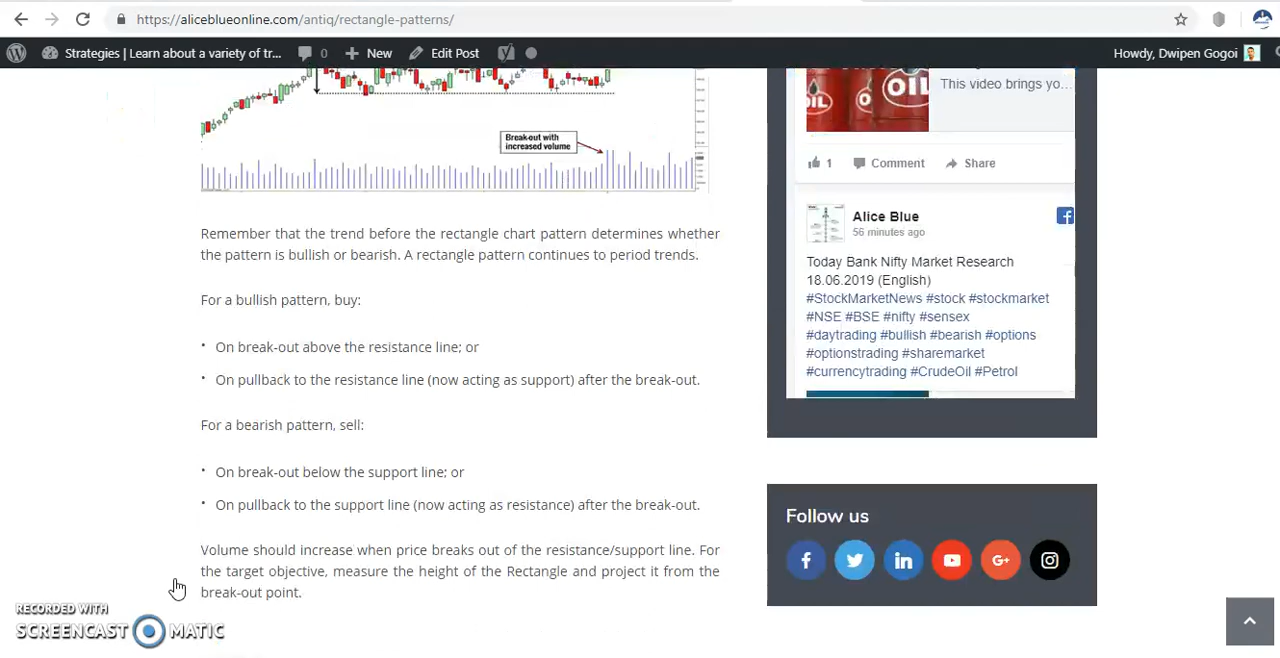 https://aliceblueonline.com/antiq/rectangle-patterns/
Strategies | Learn about a variety of tr... 0 New Edit Post Howdy, Dwipen Gogoi
Break-out with
increased volume
Remember that the trend before the rectangle chart pattern determines whether
the pattern is bullish or bearish. A rectangle pattern continues to period trends.
For a bullish pattern, buy:
• On break-out above the resistance line; or
• On pullback to the resistance line (now acting as support) after the break-out.
For a bearish pattern, sell:
• On break-out below the support line; or
• On pullback to the support line (now acting as resistance) after the break-out.
Volume should increase when price breaks out of the resistance/support line. For
the target objective, measure the height of the Rectangle and project it from the
break-out point.
OIL
OIL
This video brings yo...
1 Comment Share
Alice Blue
56 minutes ago
Today Bank Nifty Market Research
18.06.2019 (English)
#StockMarketNews #stock #stockmarket
#NSE #BSE #nifty #sensex
#daytrading #bullish #bearish #options
#optionstrading #sharemarket
#currencytrading #CrudeOil #Petrol
Follow us
RECORDED WITH
SCREENCAST MATIC